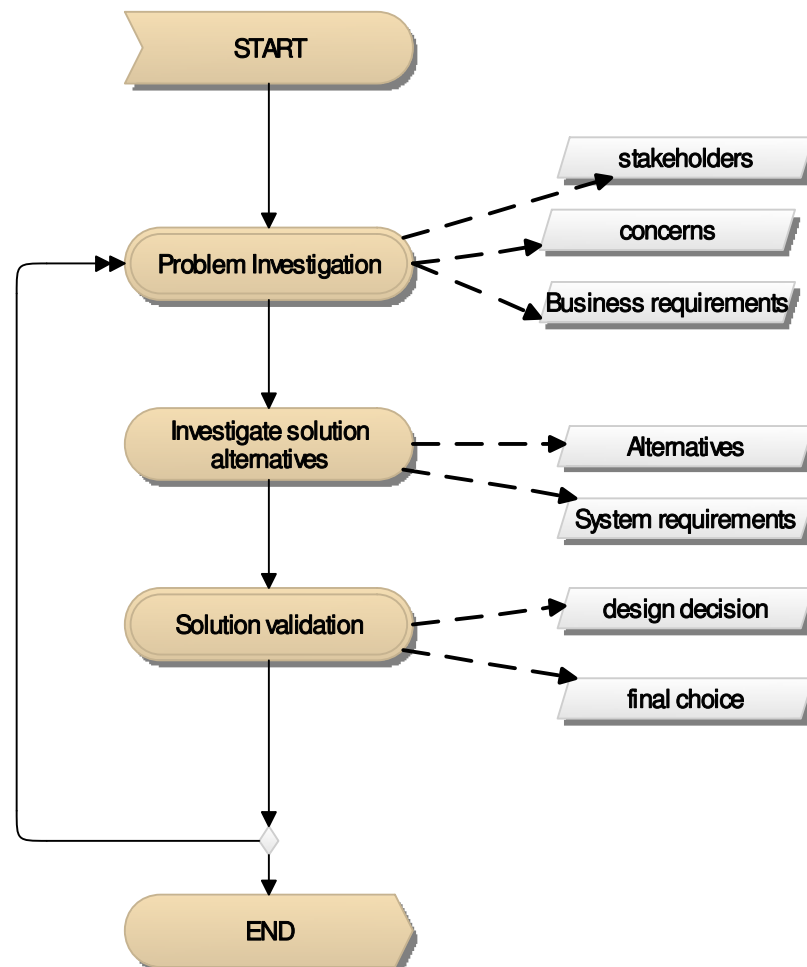 START
stakeholders
concerns
Problem Investigation
Business requirements
Investigate solution
alternatives
Alternatives
System requirements
design decision
Solution validation
final choice
END